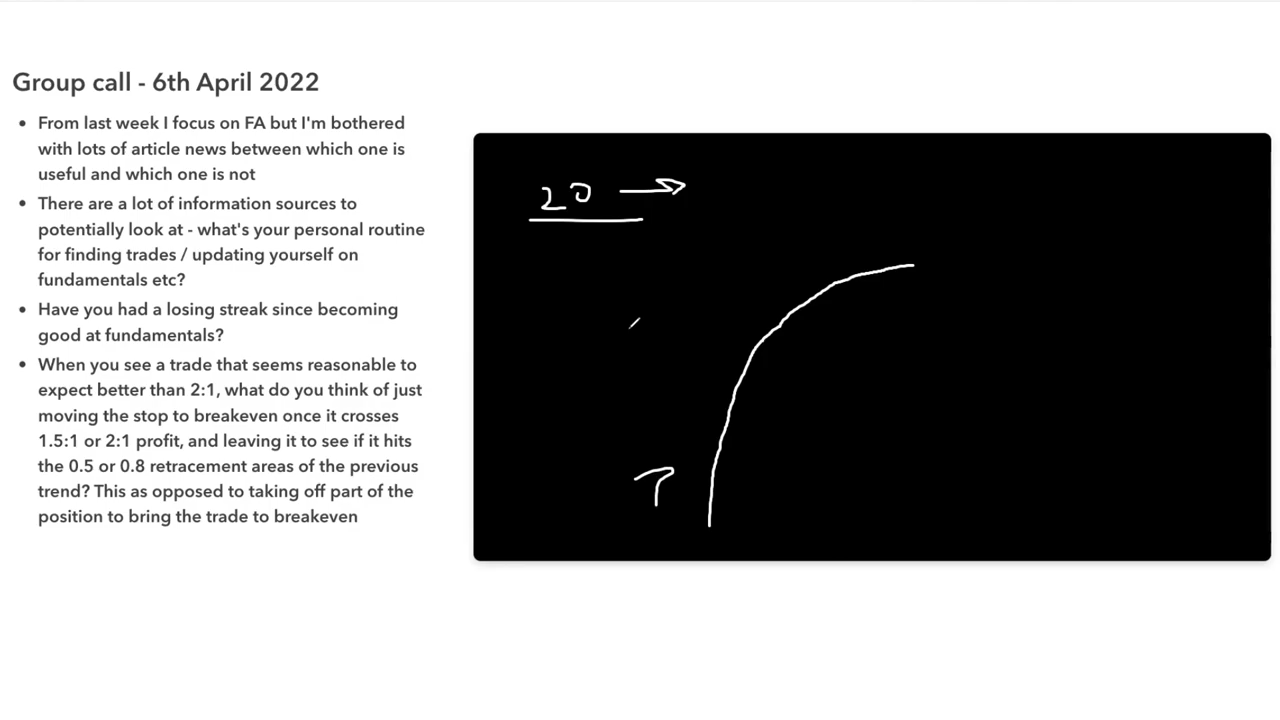 Group call - 6th April 2022
• From last week I focus on FA but I'm bothered
with lots of article news between which one is
useful and which one is not
• There are a lot of information sources to
potentially look at - what's your personal routine
for finding trades / updating yourself on
fundamentals etc?
• Have you had a losing streak since becoming
good at fundamentals?
• When you see a trade that seems reasonable to
expect better than 2:1, what do you think of just
moving the stop to breakeven once it crosses
1.5:1 or 2:1 profit, and leaving it to see if it hits
the 0.5 or 0.8 retracement areas of the previous
trend? This as opposed to taking off part of the
position to bring the trade to breakeven
20